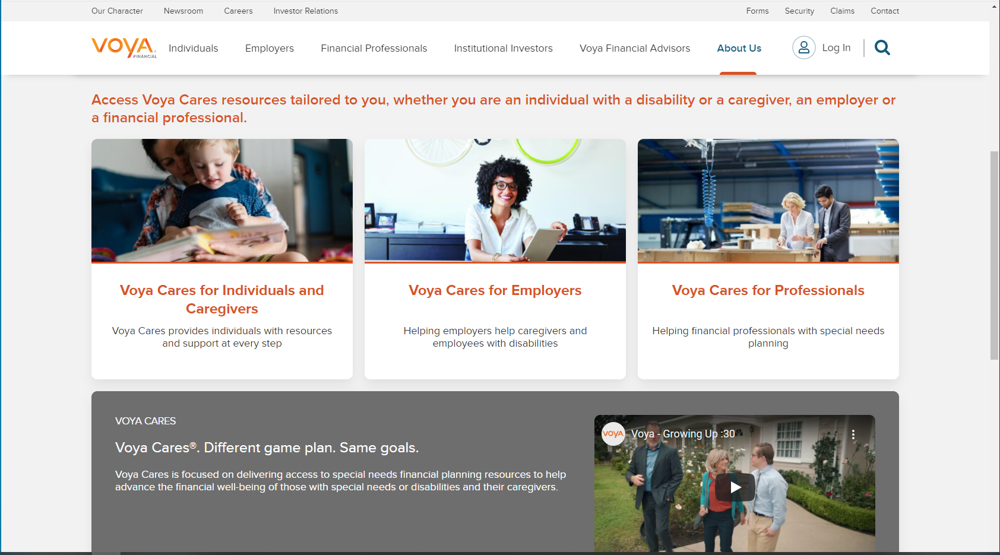 Our Character Newsroom Careers Investor Relations Forms Security Claims Contact
VOYA FINANCIAL Individuals Employers Financial Professionals Institutional Investors Voya Financial Advisors About Us Log In
Access Voya Cares resources tailored to you, whether you are an individual with a disability or a caregiver, an employer or
a financial professional.
Voya Cares for Individuals and
Caregivers
Voya Cares provides individuals with resources
and support at every step
Voya Cares for Employers
Helping employers help caregivers and
employees with disabilities
Voya Cares for Professionals
Helping financial professionals with special needs
planning
VOYA CARES
Voya Cares®. Different game plan. Same goals.
Voya Cares is focused on delivering access to special needs financial planning resources to help
advance the financial well-being of those with special needs or disabilities and their caregivers.
VOYA Voya - Growing Up :30